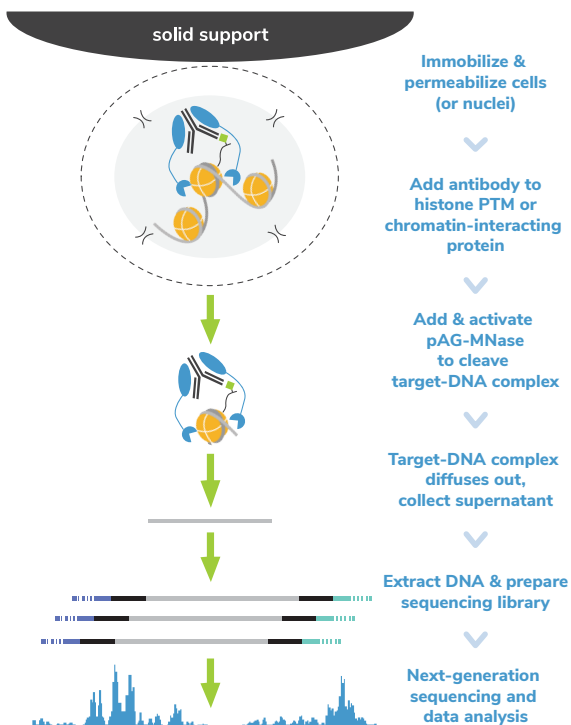 solid support
Immobilize &
permeabilize cells
(or nuclei)
Add antibody to
histone PTM or
chromatin-interacting
protein
Add & activate
pAG-MNase
to cleave
target-DNA complex
Target-DNA complex
diffuses out,
collect supernatant
Extract DNA & prepare
sequencing library
Next-generation
sequencing and
data analysis